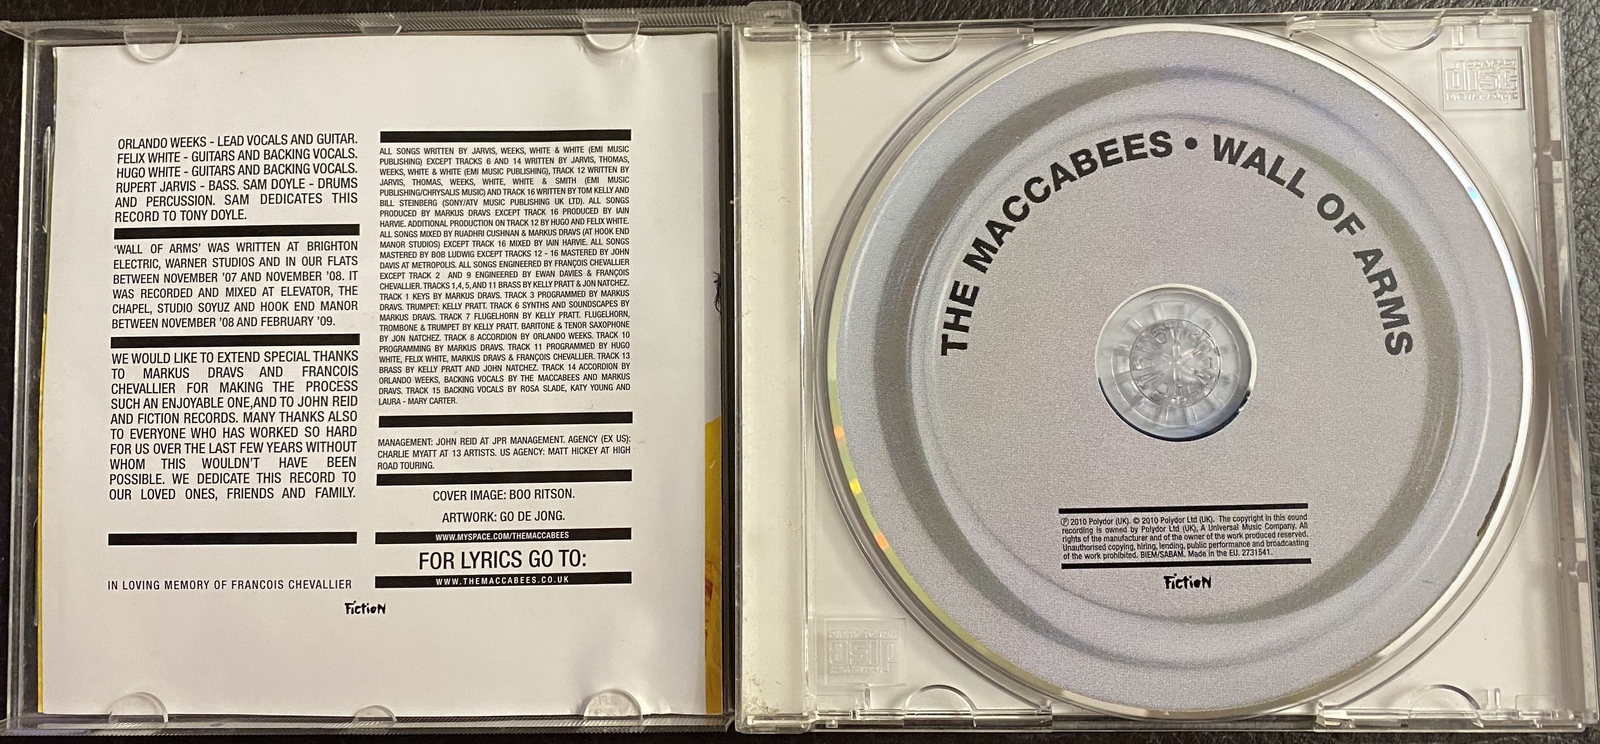 ORLANDO WEEKS - LEAD VOCALS AND GUITAR.
FELIX WHITE - GUITARS AND BACKING VOCALS.
HUGO WHITE - GUITARS AND BACKING VOCALS.
RUPERT JARVIS - BASS. SAM DOYLE - DRUMS
AND PERCUSSION. SAM DEDICATES THIS
RECORD TO TONY DOYLE.
'WALL OF ARMS' WAS WRITTEN AT BRIGHTON
ELECTRIC, WARNER STUDIOS AND IN OUR FLATS
BETWEEN NOVEMBER '07 AND NOVEMBER '08. IT
WAS RECORDED AND MIXED AT ELEVATOR, THE
CHAPEL, STUDIO SOYUZ AND HOOK END MANOR
BETWEEN NOVEMBER '08 AND FEBRUARY '09.
WE WOULD LIKE TO EXTEND SPECIAL THANKS
TO MARKUS DRAVS AND FRANCOIS
CHEVALLIER FOR MAKING THE PROCESS
SUCH AN ENJOYABLE ONE,AND TO JOHN REID
AND FICTION RECORDS. MANY THANKS ALSO
TO EVERYONE WHO HAS WORKED SO HARD
FOR US OVER THE LAST FEW YEARS WITHOUT
WHOM THIS WOULDN'T HAVE BEEN
POSSIBLE. WE DEDICATE THIS RECORD TO
OUR LOVED ONES, FRIENDS AND FAMILY.
IN LOVING MEMORY OF FRANCOIS CHEVALLIER
ALL SONGS WRITTEN BY JARVIS, WEEKS, WHITE & WHITE (EMI MUSIC
PUBLISHING) EXCEPT TRACKS 6 AND 14 WRITTEN BY JARVIS, THOMAS,
WEEKS, WHITE & WHITE (EMI MUSIC PUBLISHING), TRACK 12 WRITTEN BY
JARVIS, THOMAS, WEEKS, WHITE, WHITE & SMITH (EMI MUSIC
PUBLISHING/CHRYSALIS MUSIC) AND TRACK 16 WRITTEN BY TOM KELLY AND
BILL STEINBERG (SONY/ATV MUSIC PUBLISHING UK LTD). ALL SONGS
PRODUCED BY MARKUS DRAVS EXCEPT TRACK 16 PRODUCED BY IAIN
HARVIE. ADDITIONAL PRODUCTION ON TRACK 12 BY HUGO AND FELIX WHITE.
ALL SONGS MIXED BY RUADHRI CUSHNAN & MARKUS DRAVS (AT HOOK END
MANOR STUDIOS) EXCEPT TRACK 16 MIXED BY IAIN HARVIE. ALL SONGS
MASTERED BY BOB LUDWIG EXCEPT TRACKS 12 - 16 MASTERED BY JOHN
DAVIS AT METROPOLIS. ALL SONGS ENGINEERED BY FRANÇOIS CHEVALLIER
EXCEPT TRACK 2 AND 9 ENGINEERED BY EWAN DAVIES & FRANÇOIS
CHEVALLIER. TRACKS 1,4,5, AND 11 BRASS BY KELLY PRATT & JON NATCHEZ.
TRACK 1 KEYS BY MARKUS DRAVS. TRACK 3 PROGRAMMED BY MARKUS
DRAVS. TRUMPET: KELLY PRATT. TRACK 6 SYNTHS AND SOUNDSCAPES BY
MARKUS DRAVS. TRACK 7 FLUGELHORN BY KELLY PRATT. FLUGELHORN,
TROMBONE & TRUMPET BY KELLY PRATT. BARITONE & TENOR SAXOPHONE
BY JON NATCHEZ. TRACK 8 ACCORDION BY ORLANDO WEEKS. TRACK 10
PROGRAMMING BY MARKUS DRAVS. TRACK 11 PROGRAMMED BY HUGO
WHITE, FELIX WHITE, MARKUS DRAVS & FRANÇOIS CHEVALLIER. TRACK 13
BRASS BY KELLY PRATT AND JOHN NATCHEZ. TRACK 14 ACCORDION BY
ORLANDO WEEKS, BACKING VOCALS BY THE MACCABEES AND MARKUS
DRAVS. TRACK 15 BACKING VOCALS BY ROSA SLADE, KATY YOUNG AND
LAURA - MARY CARTER.
MANAGEMENT: JOHN REID AT JPR MANAGEMENT. AGENCY (EX US):
CHARLIE MYATT AT 13 ARTISTS. US AGENCY: MATT HICKEY AT HIGH
ROAD TOURING.
COVER IMAGE: BOO RITSON.
ARTWORK: GO DE JONG.
WWW.MYSPACE.COM/THEMACCABEES
FOR LYRICS GO TO:
WWW.THEMACCABEES.CO.UK
Fiction
THE MACCABEES • WALL OF ARMS
℗ 2010 Polydor (UK). © 2010 Polydor Ltd (UK). The copyright in this sound
recording is owned by Polydor Ltd (UK), A Universal Music Company. All
rights of the manufacturer and of the owner of the work produced reserved.
Unauthorised copying, hiring, lending, public performance and broadcasting
of the work prohibited. BIEM/SABAM. Made in the EU. 2731541.
Fiction
COMPACT
disc
DIGITAL AUDIO